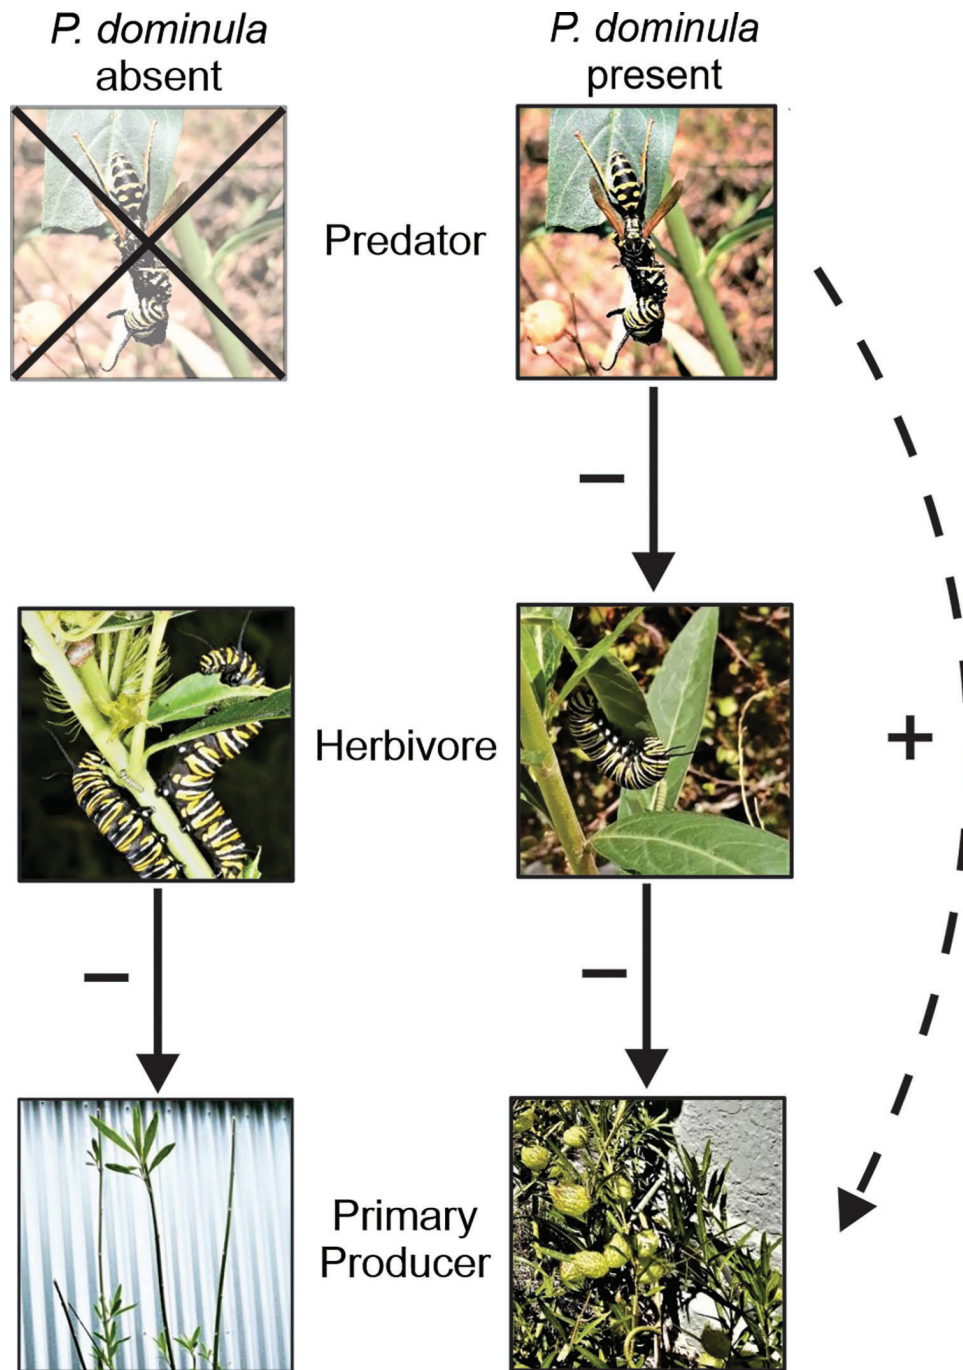 P. dominula
absent
P. dominula
present
Predator
−
Herbivore
+
−
−
Primary
Producer